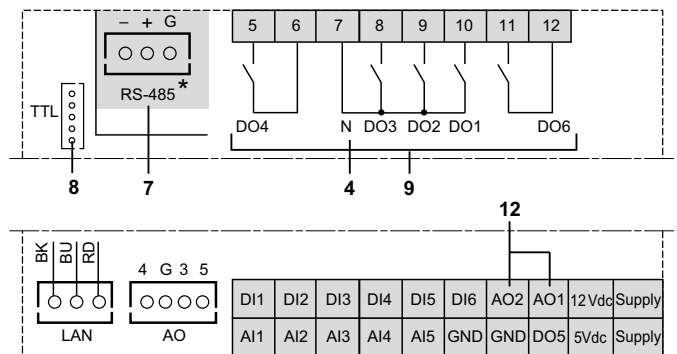 − + G
5 6 7 8 9 10 11 12
RS-485*
TTL
DO4 N DO3 DO2 DO1 DO6
8 7 4 9
12
BK BU RD
4 G 3 5
LAN AO
DI1 DI2 DI3 DI4 DI5 DI6 AO2 AO1 12 Vdc Supply
AI1 AI2 AI3 AI4 AI5 GND GND DO5 5Vdc Supply